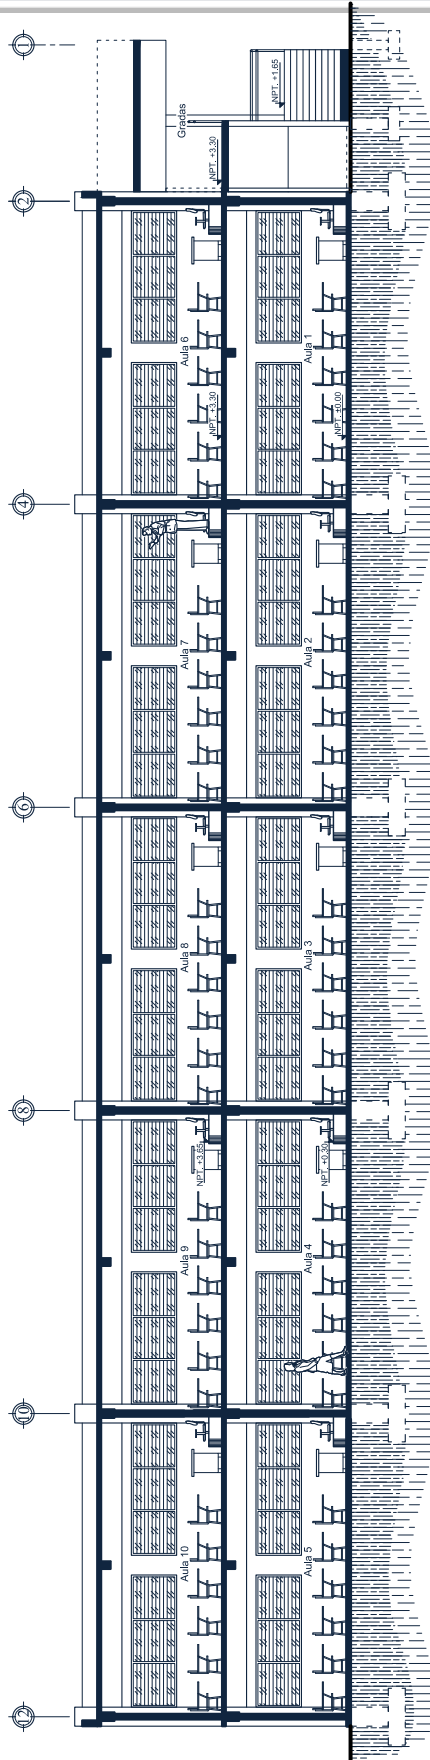 1
2
4
6
8
10
12
Gradas
NPT. +1,65
NPT. +3,30
Aula 6
NPT. +3,30
Aula 7
Aula 8
NPT. +3,65
Aula 9
Aula 10
Aula 1
NPT. ±0,00
Aula 2
Aula 3
NPT. +0,30
Aula 4
Aula 5